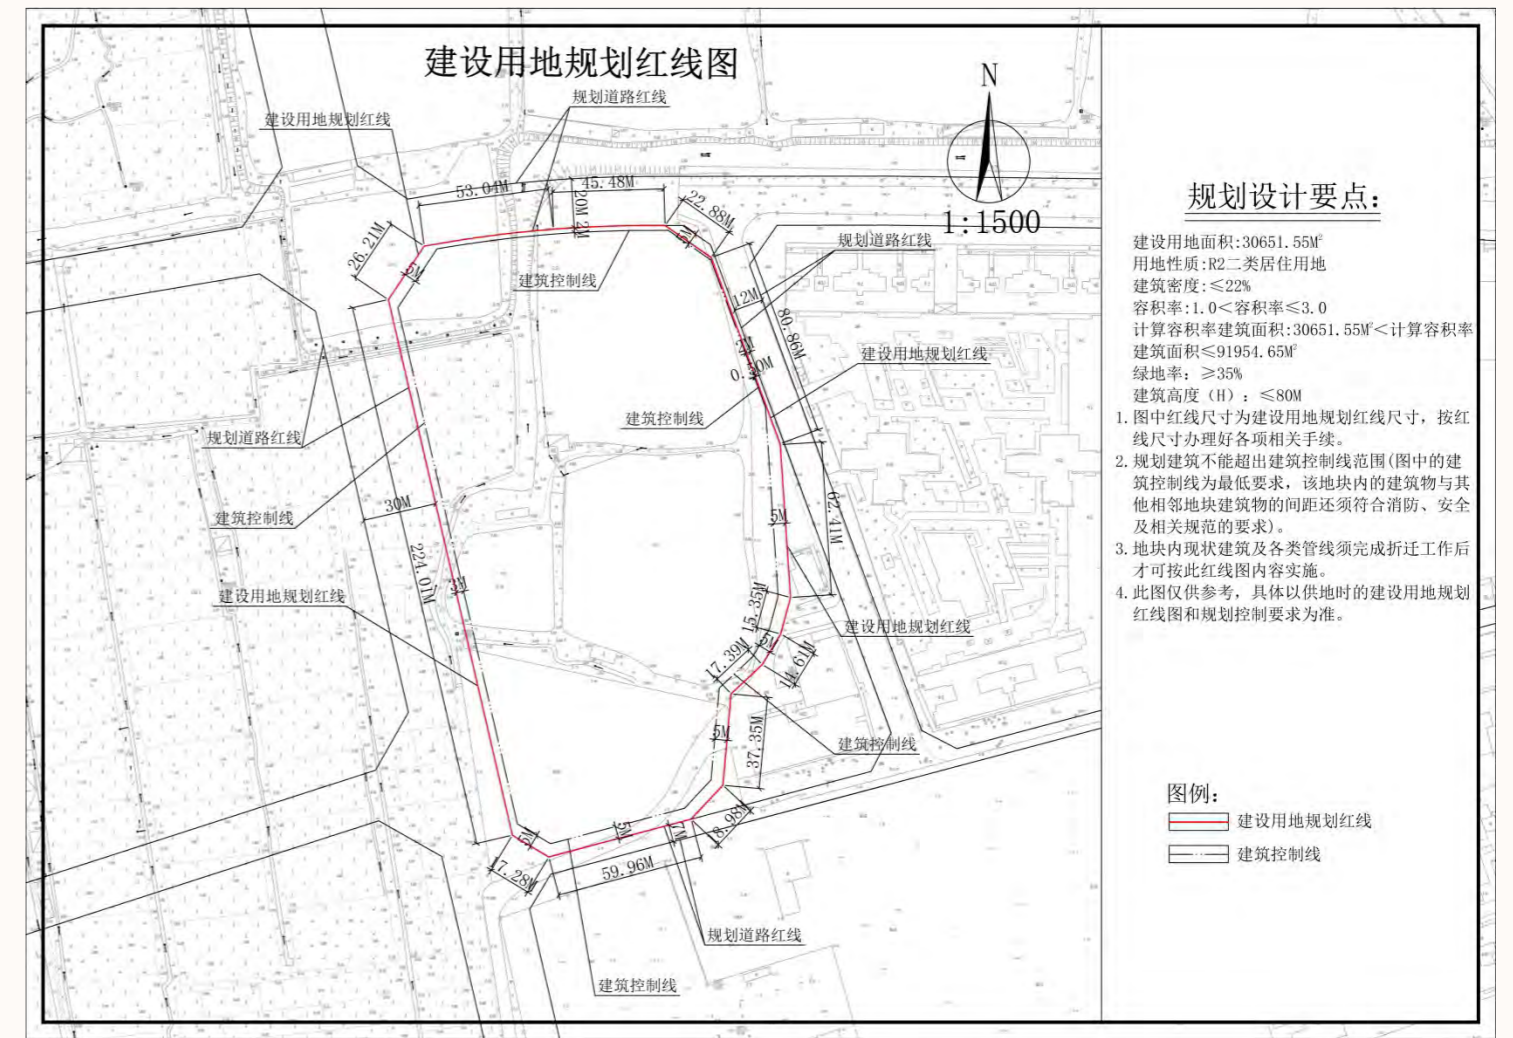 建设用地规划红线图
规划道路红线
建设用地规划红线
53.04M
45.48M
20M
2M
22.88M
N
1:1500
26.21M
5M
5M
建筑控制线
规划道路红线
12M
80.86M
2M
0.50M
建设用地规划红线
建筑控制线
规划道路红线
30M
建筑控制线
5M
62.41M
224.01M
3M
建设用地规划红线
15.35M
建设用地规划红线
17.39M
5M
14.61M
5M
37.35M
建筑控制线
5M
5M
7M
18.98M
17.28M
59.96M
规划道路红线
建筑控制线
规划设计要点:
建设用地面积:30651.55M²
用地性质:R2二类居住用地
建筑密度:≤22%
容积率:1.0<容积率≤3.0
计算容积率建筑面积:30651.55M²<计算容积率
建筑面积≤91954.65M²
绿地率: ≥35%
建筑高度（H）: ≤80M
1. 图中红线尺寸为建设用地规划红线尺寸，按红
线尺寸办理好各项相关手续。
2. 规划建筑不能超出建筑控制线范围(图中的建
筑控制线为最低要求，该地块内的建筑物与其
他相邻地块建筑物的间距还须符合消防、安全
及相关规范的要求)。
3. 地块内现状建筑及各类管线须完成折迁工作后
才可按此红线图内容实施。
4. 此图仅供参考，具体以供地时的建设用地规划
红线图和规划控制要求为准。
图例:
建设用地规划红线
建筑控制线